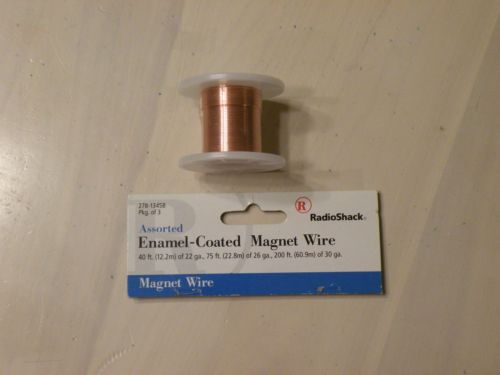 278-1345B
Pkg. of 3
R RadioShack®
Assorted
Enamel-Coated Magnet Wire
40 ft. (12.2m) of 22 ga., 75 ft. (22.8m) of 26 ga., 200 ft. (60.9m) of 30 ga.
Magnet Wire